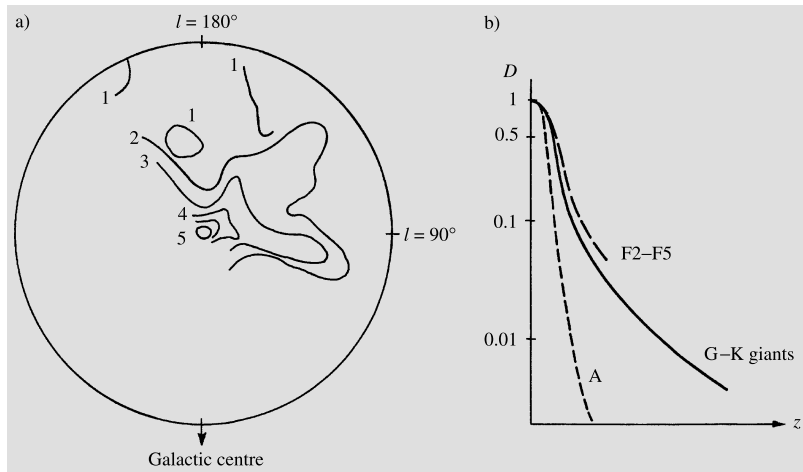 a)
l = 180°
1
1
1
2
3
4
5
l = 90°
Galactic centre
b)
D
1
0.5
0.1
0.01
F2–F5
G–K giants
A
z